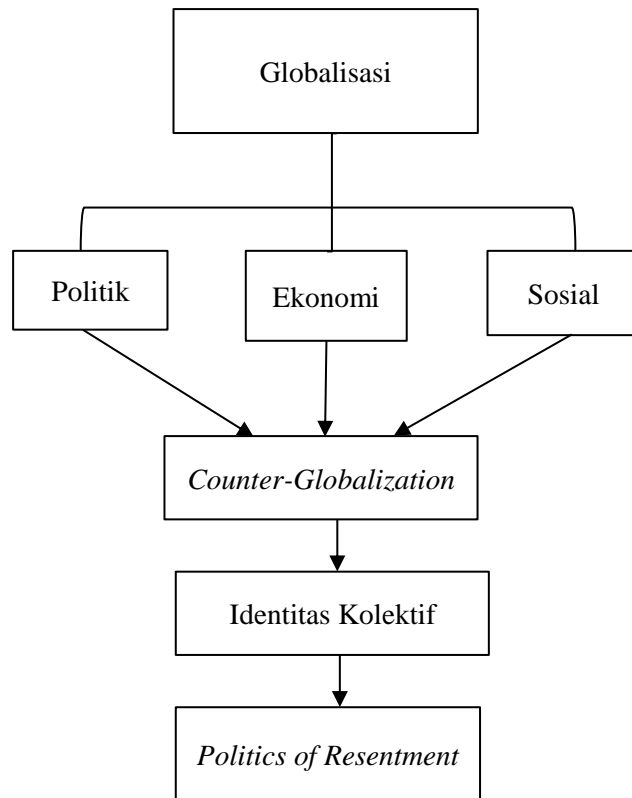 Globalisasi
Politik
Ekonomi
Sosial
Counter-Globalization
Identitas Kolektif
Politics of Resentment